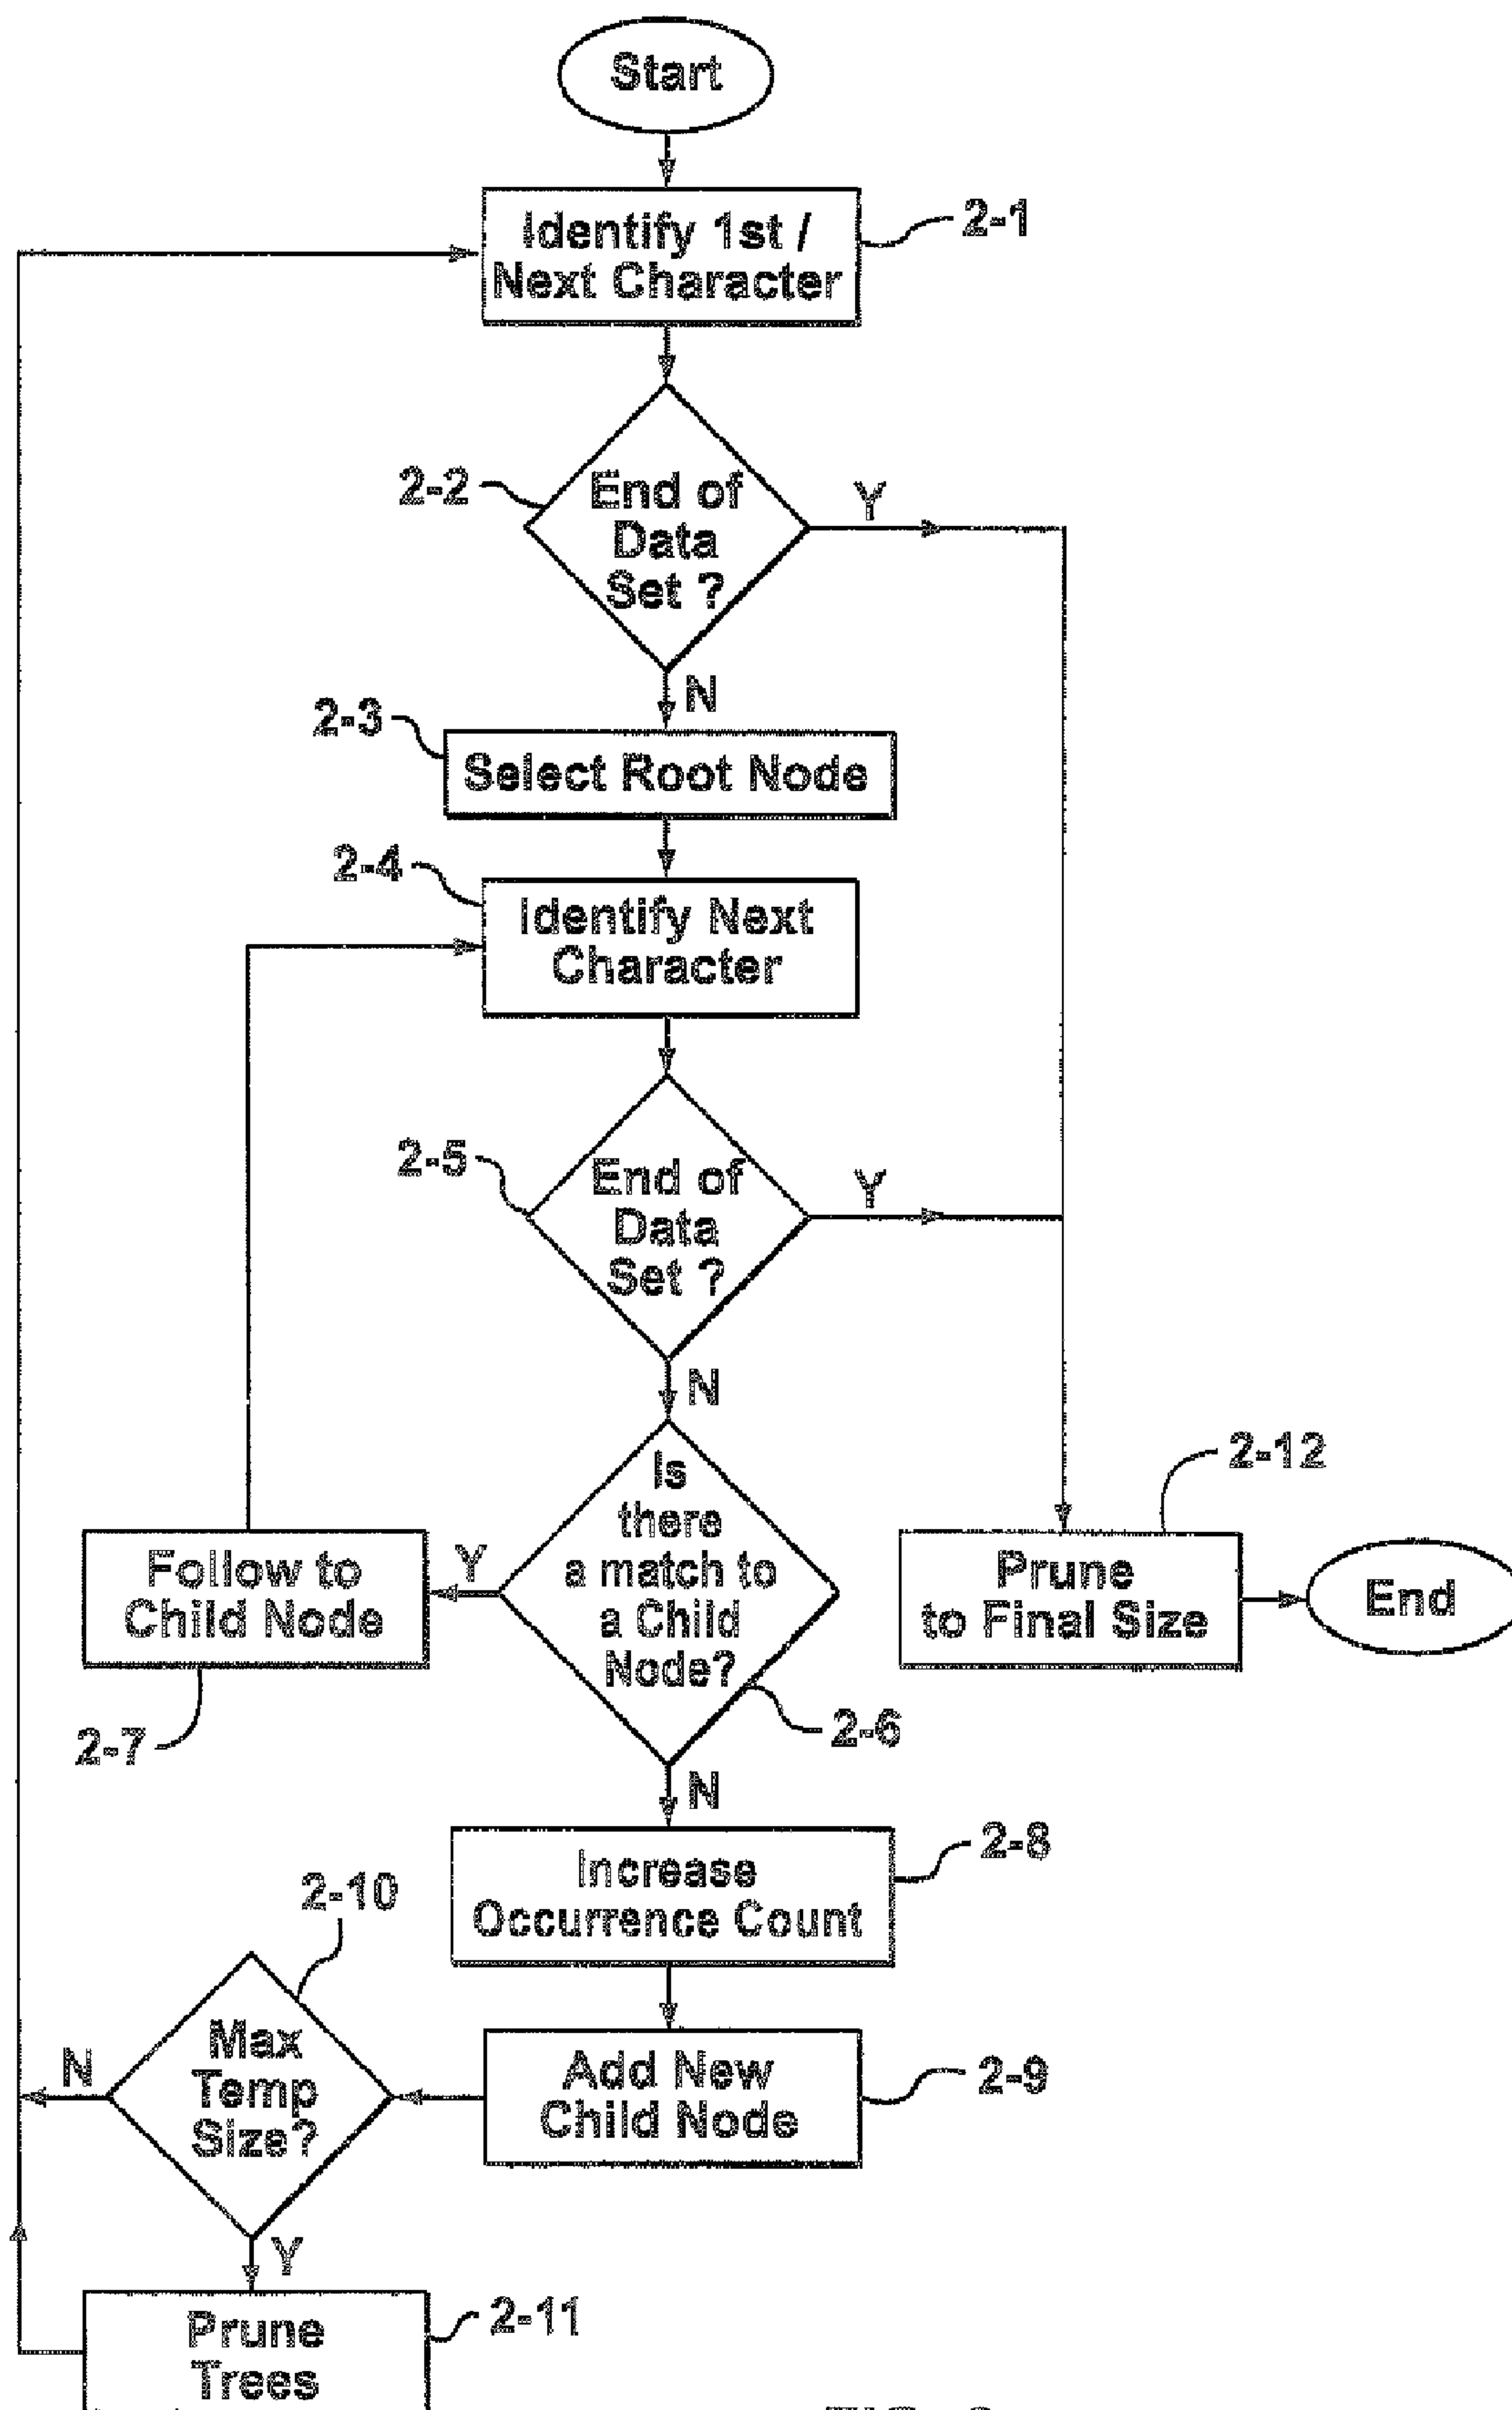 Start
Identify 1st /
Next Character
2-1
2-2
End of
Data
Set ?
Y
N
2-3
Select Root Node
2-4
Identify Next
Character
2-5
End of
Data
Set ?
Y
N
Is
there
a match to
a Child
Node?
Y
Follow to
Child Node
2-7
2-6
2-12
Prune
to Final Size
End
N
Increase
Occurrence Count
2-8
2-10
Max
Temp
Size?
N
Add New
Child Node
2-9
Y
Prune
Trees
2-11